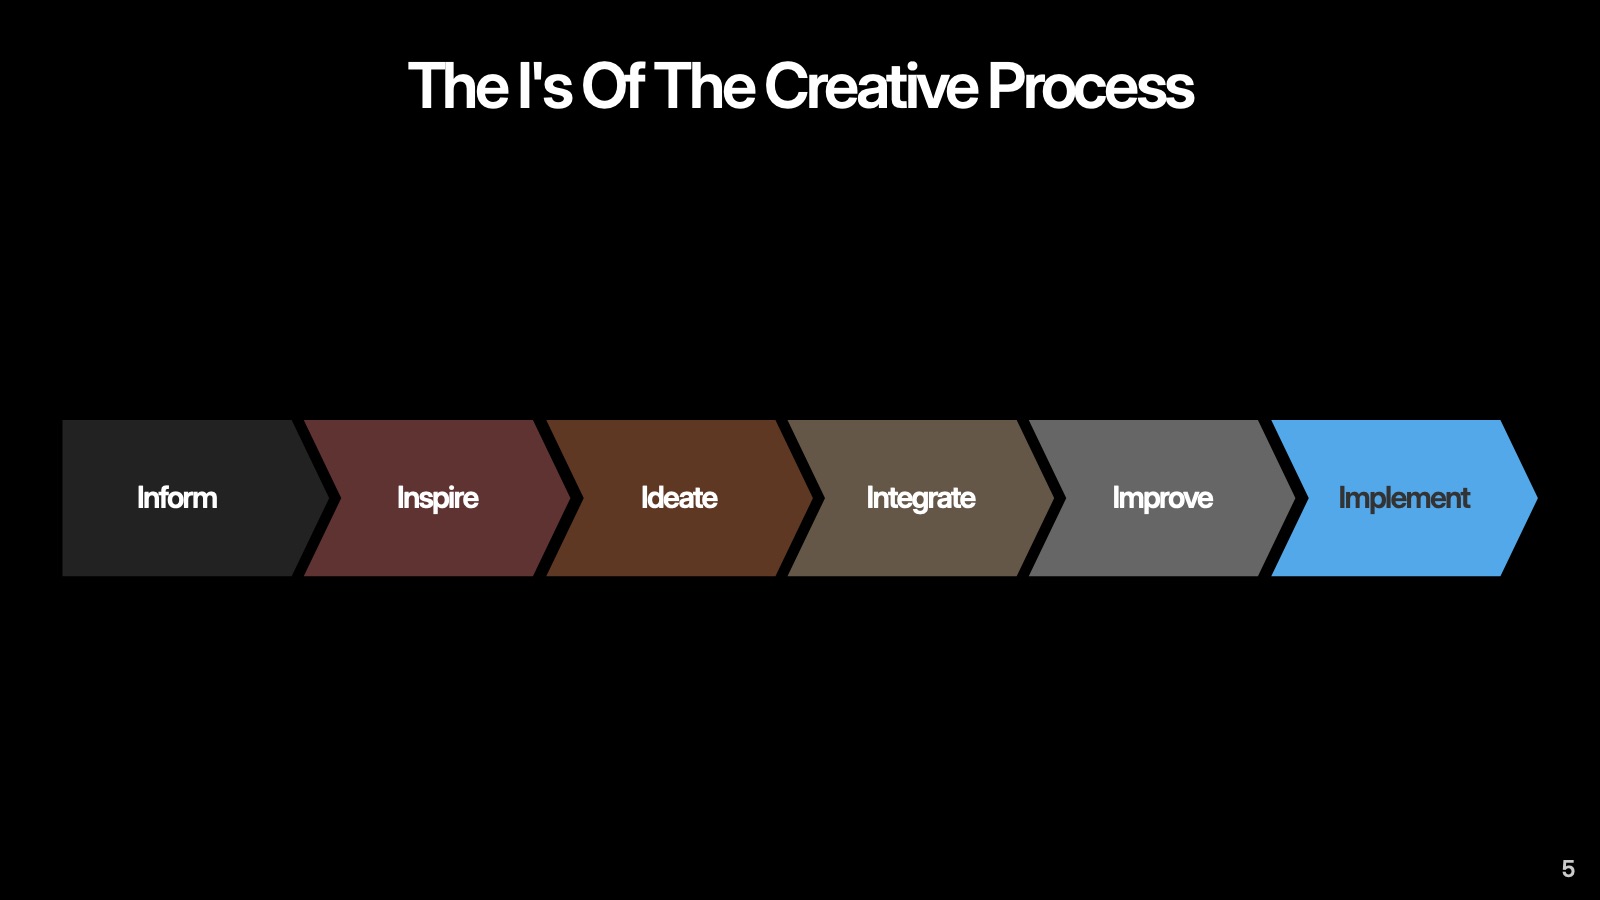 The I's Of The Creative Process
Inform
Inspire
Ideate
Integrate
Improve
Implement
5